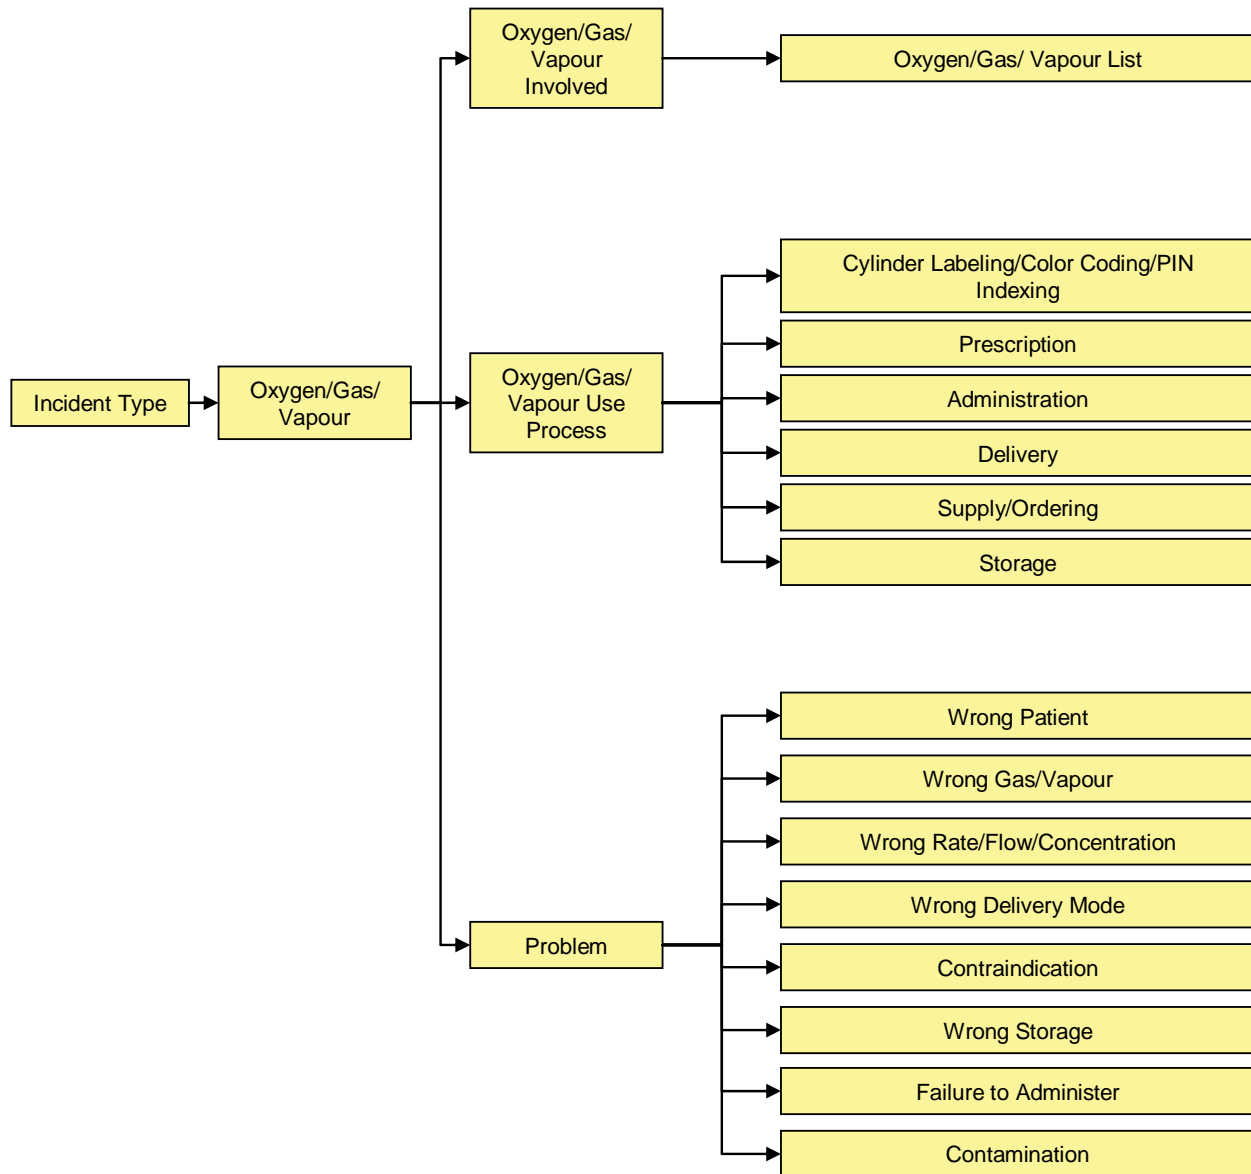 Oxygen/Gas/
Vapour
Involved
Oxygen/Gas/ Vapour List
Cylinder Labeling/Color Coding/PIN
Indexing
Prescription
Incident Type
Oxygen/Gas/
Vapour
Oxygen/Gas/
Vapour Use
Process
Administration
Delivery
Supply/Ordering
Storage
Wrong Patient
Wrong Gas/Vapour
Wrong Rate/Flow/Concentration
Wrong Delivery Mode
Problem
Contraindication
Wrong Storage
Failure to Administer
Contamination